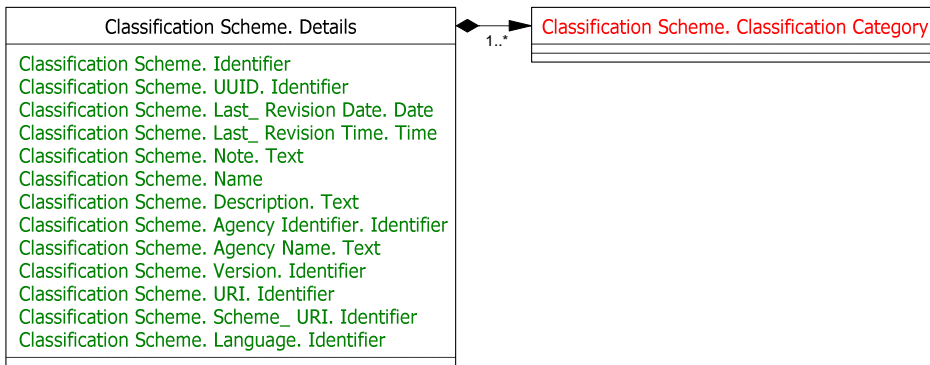 Classification Scheme. Details
1..*
Classification Scheme. Classification Category
Classification Scheme. Identifier
Classification Scheme. UUID. Identifier
Classification Scheme. Last_ Revision Date. Date
Classification Scheme. Last_ Revision Time. Time
Classification Scheme. Note. Text
Classification Scheme. Name
Classification Scheme. Description. Text
Classification Scheme. Agency Identifier. Identifier
Classification Scheme. Agency Name. Text
Classification Scheme. Version. Identifier
Classification Scheme. URI. Identifier
Classification Scheme. Scheme_ URI. Identifier
Classification Scheme. Language. Identifier